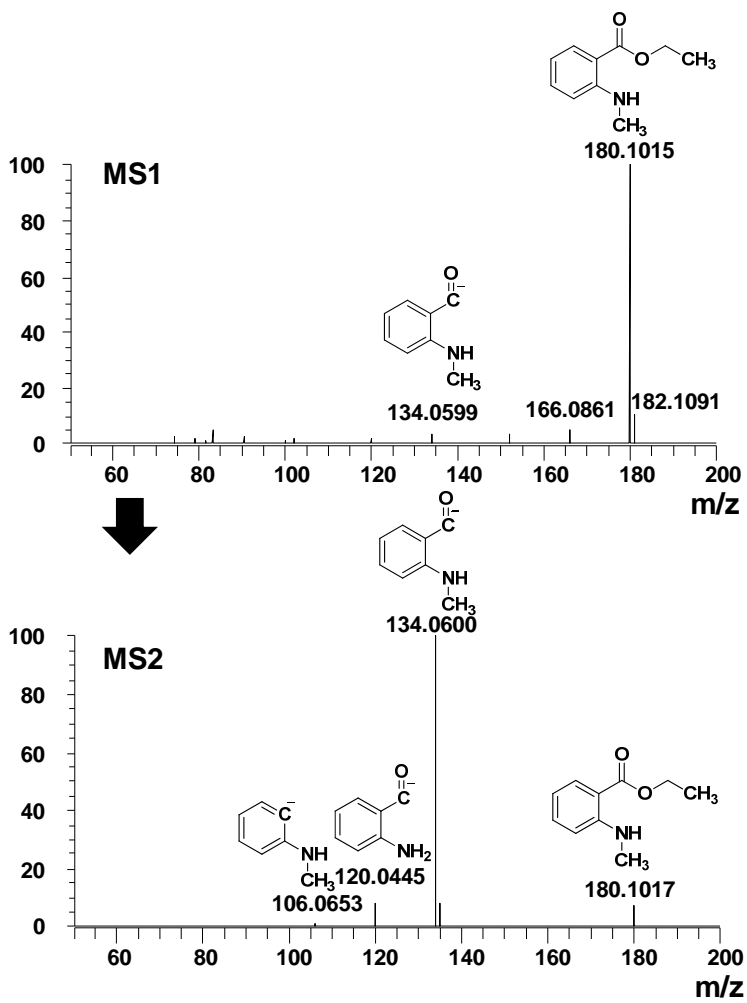 O
O
CH3
NH
CH3
180.1015
100
MS1
80
60
O
C
–
40
NH
CH3
20
134.0599
166.0861
182.1091
0
60
80
100
120
140
160
180
200
m/z
O
C
–
NH
CH3
134.0600
100
MS2
80
O
O
CH3
60
O
C
–
40
C
–
NH
CH3
NH
NH2
20
CH3
120.0445
180.1017
106.0653
0
60
80
100
120
140
160
180
200
m/z